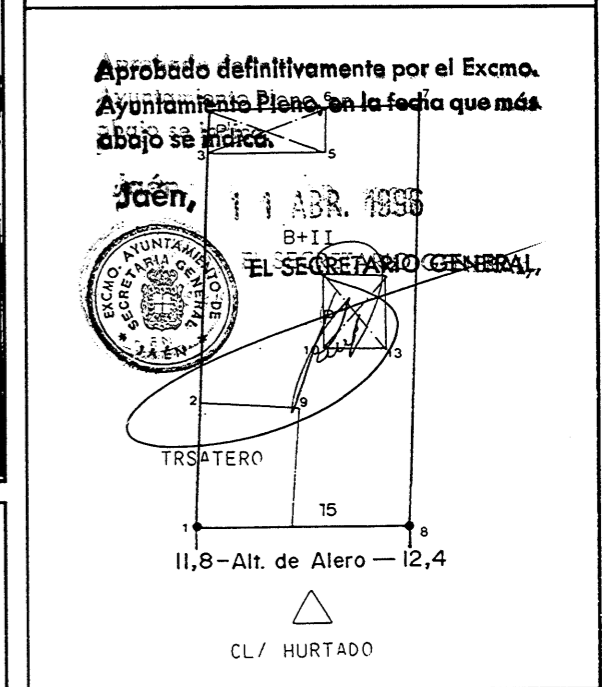 Aprobado definitivamente por el Excmo.
Ayuntamiento Pleno, en la fecha que más
abajo se indica.
6
7
3
5
Jaén,
11 ABR. 1996
B+II
EL SECRETARIO GENERAL,
EXCMO. AYUNTAMIENTO DE
SECRETARIA GENERAL
JAÉN
10
13
2
9
TRSATERO
15
1
8
11,8-Alt. de Alero — 12,4
CL/ HURTADO